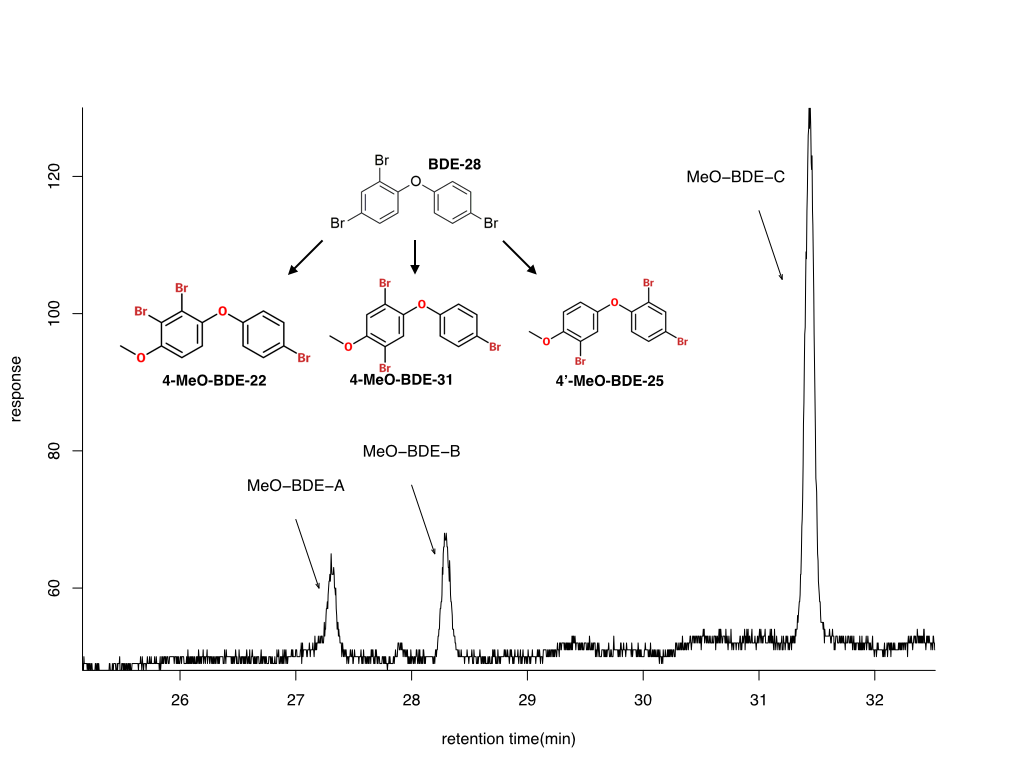 Br
BDE-28
O
Br
Br
Br
Br
O
O
Br
4-MeO-BDE-22
Br
O
O
Br
Br
4-MeO-BDE-31
Br
O
O
Br
Br
4'-MeO-BDE-25
MeO−BDE−C
MeO−BDE−B
MeO−BDE−A
response
60
80
100
120
26
27
28
29
30
31
32
retention time(min)